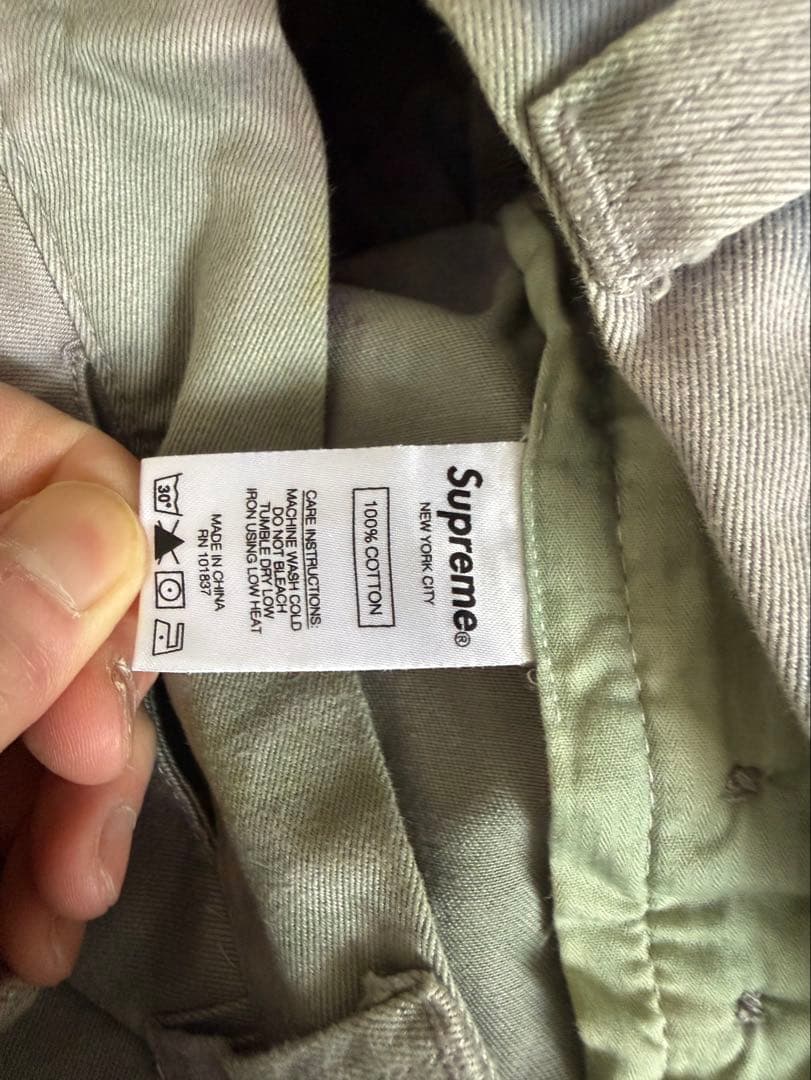 Supreme®
NEW YORK CITY
100% COTTON
CARE INSTRUCTIONS:
MACHINE WASH COLD
DO NOT BLEACH
TUMBLE DRY LOW
IRON USING LOW HEAT
MADE IN CHINA
RN 101837
30°